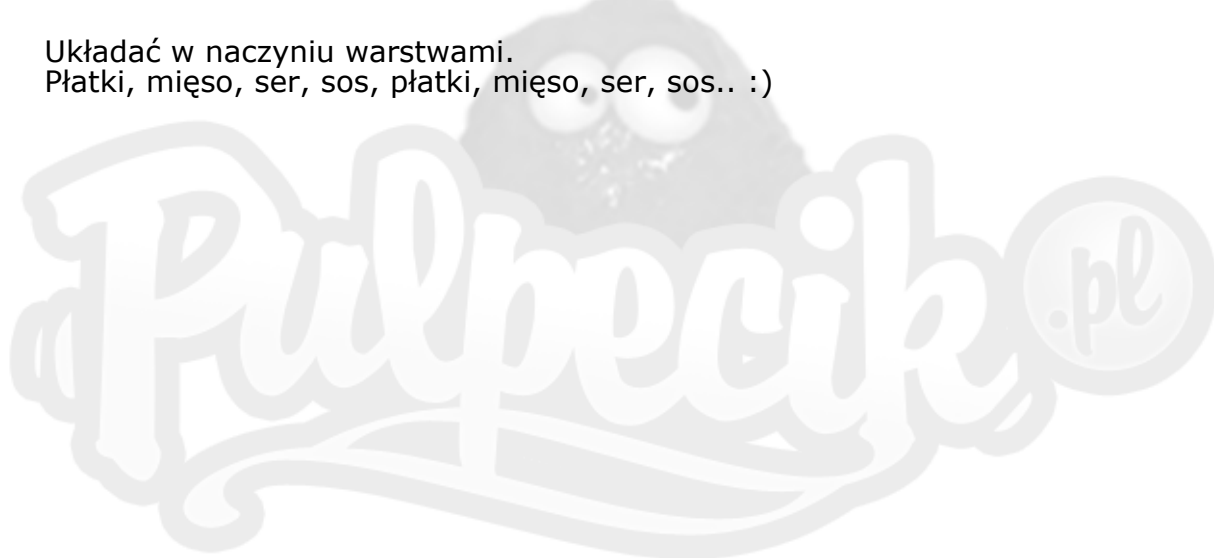 Układać w naczyniu warstwami.
Płatki, mięso, ser, sos, płatki, mięso, ser, sos.. :)
Pulpecik.pl